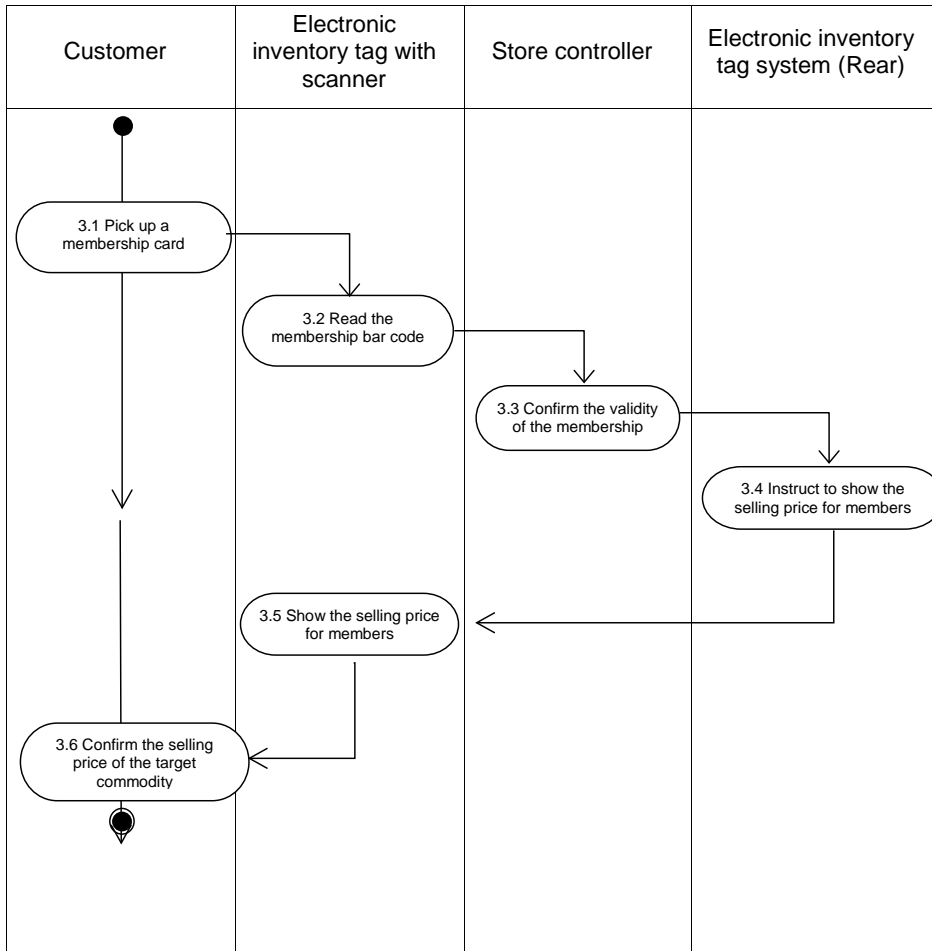 Customer
Electronic
inventory tag with
scanner
Store controller
Electronic inventory
tag system (Rear)
3.1 Pick up a
membership card
3.2 Read the
membership bar code
3.3 Confirm the validity
of the membership
3.4 Instruct to show the
selling price for members
3.5 Show the selling price
for members
3.6 Confirm the selling
price of the target
commodity